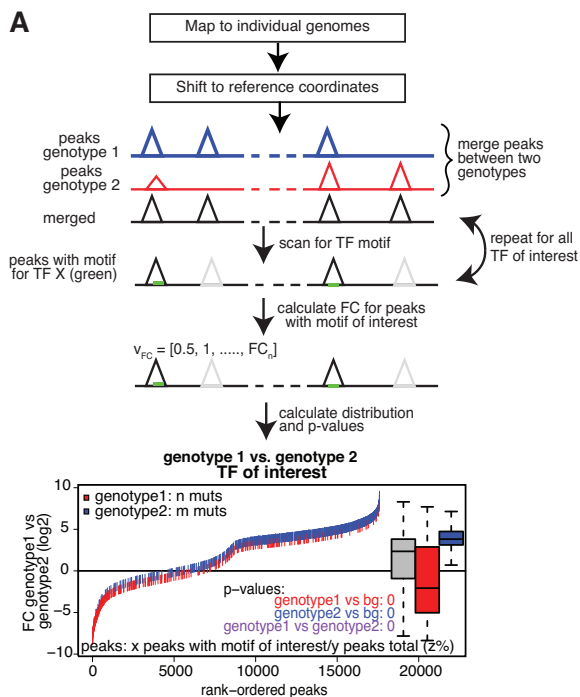 A
Map to individual genomes
Shift to reference coordinates
peaks
genotype 1
peaks
genotype 2
merged
merge peaks
between two
genotypes
scan for TF motif
repeat for all
TF of interest
peaks with motif
for TF X (green)
calculate FC for peaks
with motif of interest
vFC = [0.5, 1, ....., FCn]
calculate distribution
and p-values
genotype 1 vs. genotype 2
TF of interest
FC genotype1 vs
genotype2 (log2)
10
5
0
−5
−10
genotype1: n muts
genotype2: m muts
p-values:
genotype1 vs bg: 0
genotype2 vs bg: 0
genotype1 vs genotype2: 0
peaks: x peaks with motif of interest/y peaks total (z%)
0 5000 10000 15000 20000
rank−ordered peaks